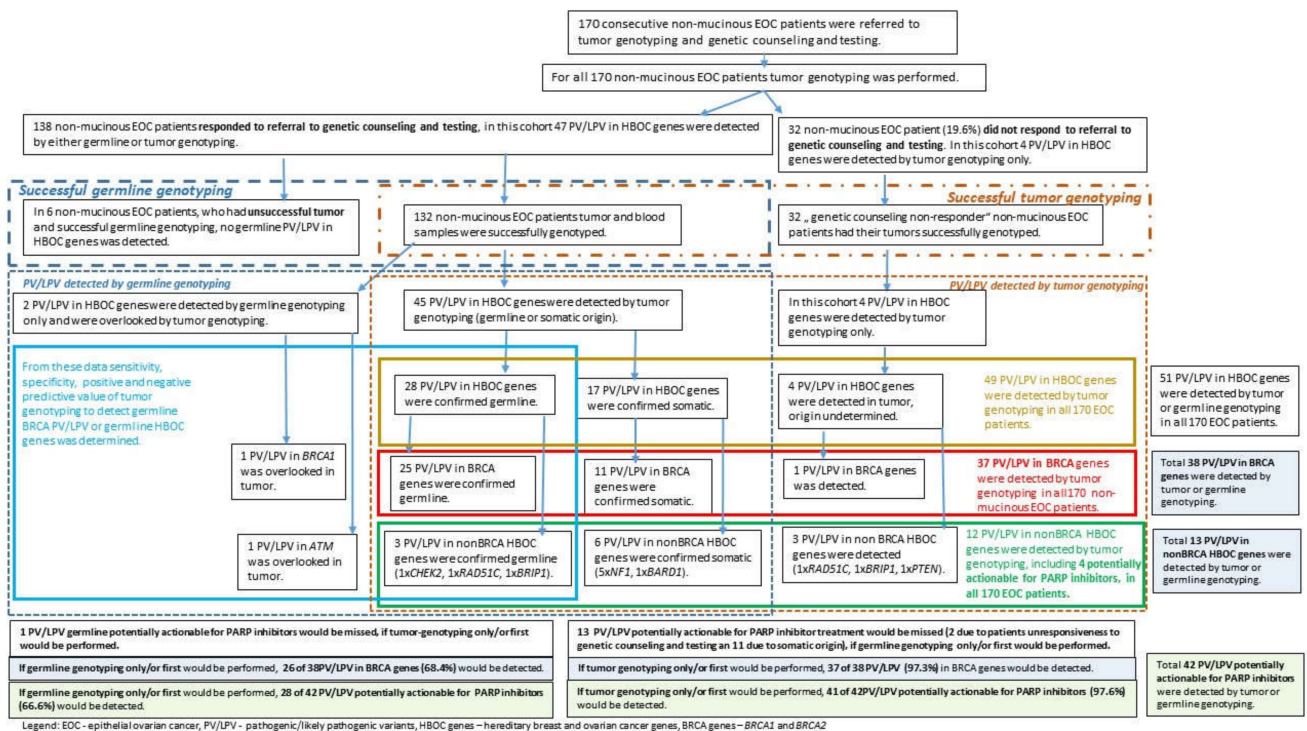 170 consecutive non-mucinous EOC patients were referred to
tumor genotyping and genetic counseling and testing.
For all 170 non-mucinous EOC patients tumor genotyping was performed.
138 non-mucinous EOC patients responded to referral to genetic counseling and testing, in this cohort 47 PV/LPV in HBOC genes were detected
by either germline or tumor genotyping.
32 non-mucinous EOC patient (19.6%) did not respond to referral to
genetic counseling and testing. In this cohort 4 PV/LPV in HBOC
genes were detected by tumor genotyping only.
Successful germline genotyping
Successful tumor genotyping
In 6 non-mucinous EOC patients, who had unsuccessful tumor
and successful germline genotyping, no germline PV/LPV in
HBOC genes was detected.
132 non-mucinous EOC patients tumor and blood
samples were successfully genotyped.
32 „ genetic counseling non-responder“ non-mucinous EOC
patients had their tumors successfully genotyped.
PV/LPV detected by germline genotyping
PV/LPV detected by tumor genotyping
2 PV/LPV in HBOC genes were detected by germline genotyping
only and were overlooked by tumor genotyping.
45 PV/LPV in HBOC genes were detected by tumor
genotyping (germline or somatic origin).
In this cohort 4 PV/LPV in HBOC
genes were detected by tumor
genotyping only.
From these data sensitivity,
specificity, positive and negative
predictive value of tumor
genotyping to detect germline
BRCA PV/LPV or germline HBOC
genes was determined.
28 PV/LPV in HBOC genes
were confirmed germline.
17 PV/LPV in HBOC genes
were confirmed somatic.
4 PV/LPV in HBOC genes
were detected in tumor,
origin undetermined.
49 PV/LPV in HBOC genes
were detected by tumor
genotyping in all 170 EOC
patients.
51 PV/LPV in HBOC genes
were detected by tumor
or germline genotyping
in all 170 EOC patients.
1 PV/LPV in BRCA1
was overlooked in
tumor.
25 PV/LPV in BRCA
genes were confirmed
germline.
11 PV/LPV in BRCA
genes were
confirmed somatic.
1 PV/LPV in BRCA genes
was detected.
37 PV/LPV in BRCA genes
were detected by tumor
genotyping in all 170 non-
mucinous EOC patients.
Total 38 PV/LPV in BRCA
genes were detected by
tumor or germline
genotyping.
1 PV/LPV in ATM
was overlooked in
tumor.
3 PV/LPV in nonBRCA HBOC
genes were confirmed germline
(1xCHEK2, 1xRAD51C, 1xBRIP1).
6 PV/LPV in nonBRCA HBOC
genes were confirmed somatic
(5xNF1, 1xBARD1).
3 PV/LPV in non BRCA HBOC
genes were detected
(1xRAD51C, 1xBRIP1, 1xPTEN).
12 PV/LPV in nonBRCA HBOC
genes were detected by tumor
genotyping, including 4 potentially
actionable for PARP inhibitors, in
all 170 EOC patients.
Total 13 PV/LPV in
nonBRCA HBOC genes were
detected by tumor or
germline genotyping.
1 PV/LPV germline potentially actionable for PARP inhibitors would be missed, if tumor-genotyping only/or first
would be performed.
13 PV/LPV potentially actionable for PARP inhibitor treatment would be missed (2 due to patients unresponsiveness to
genetic counseling and testing an 11 due to somatic origin), if germline genotyping only/or first would be performed.
If germline genotyping only/or first would be performed, 26 of 38PV/LPV in BRCA genes (68.4%) would be detected.
If tumor genotyping only/or first would be performed, 37 of 38 PV/LPV (97.3%) in BRCA genes would be detected.
If germline genotyping only/or first would be performed, 28 of 42 PV/LPV potentially actionable for PARP inhibitors
(66.6%) would be detected.
If tumor genotyping only/or first would be performed, 41 of 42PV/LPV potentially actionable for PARP inhibitors (97.6%)
would be detected.
Total 42 PV/LPV potentially
actionable for PARP inhibitors
were detected by tumor or
germline genotyping.
Legend: EOC - epithelial ovarian cancer, PV/LPV - pathogenic/likely pathogenic variants, HBOC genes – hereditary breast and ovarian cancer genes, BRCA genes – BRCA1 and BRCA2